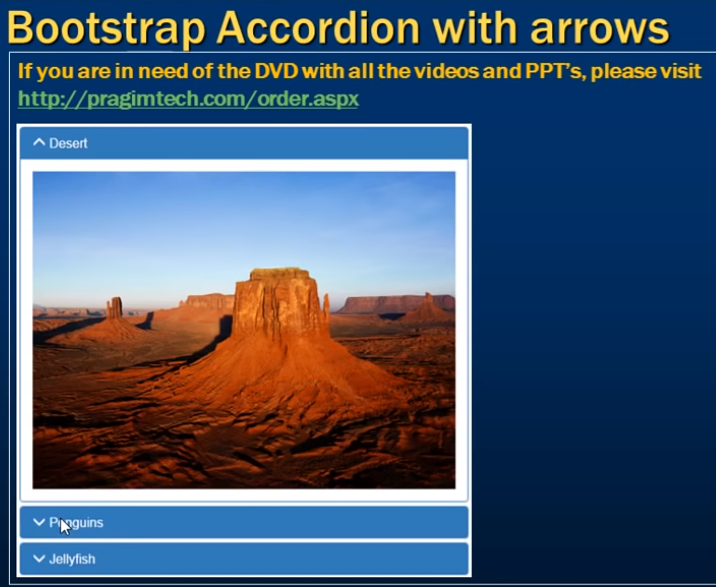 Bootstrap Accordion with arrows
If you are in need of the DVD with all the videos and PPT's, please visit
http://pragimtech.com/order.aspx
Desert
Penguins
Jellyfish